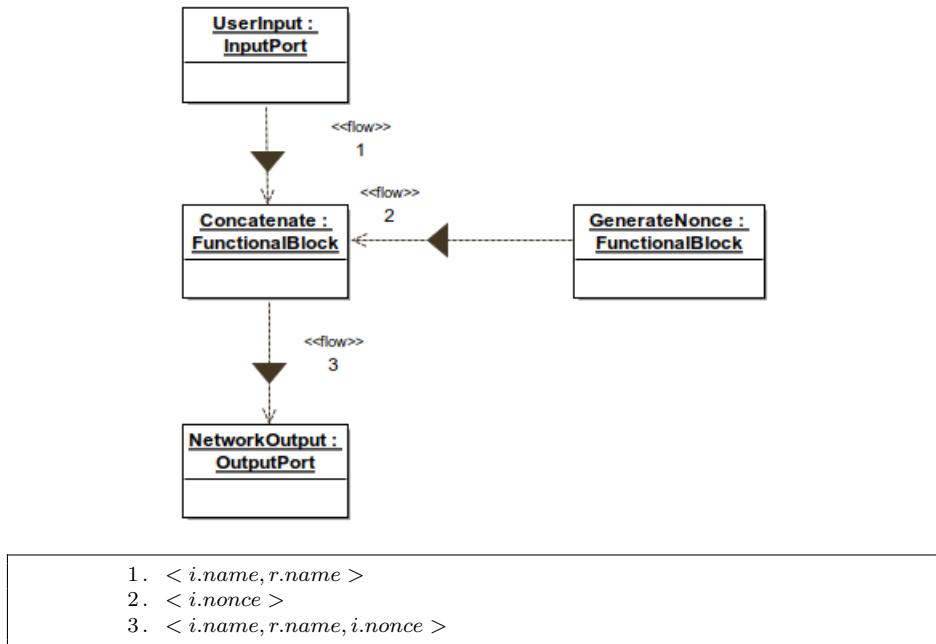 UserInput :
InputPort
<<flow>>
1
<<flow>>
2
Concatenate :
FunctionalBlock
GenerateNonce :
FunctionalBlock
<<flow>>
3
NetworkOutput :
OutputPort
1. < i.name, r.name >
2. < i.nonce >
3. < i.name, r.name, i.nonce >